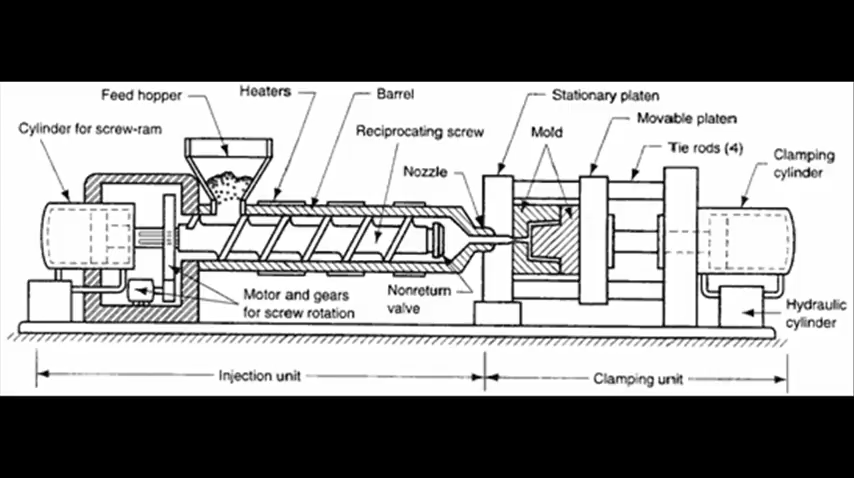 Feed hopper
Heaters
Barrel
Stationary platen
Movable platen
Cylinder for screw-ram
Reciprocating screw
Mold
Tie rods (4)
Clamping
cylinder
Nozzle
Motor and gears
for screw rotation
Nonreturn
valve
Hydraulic
cylinder
Injection unit
Clamping unit